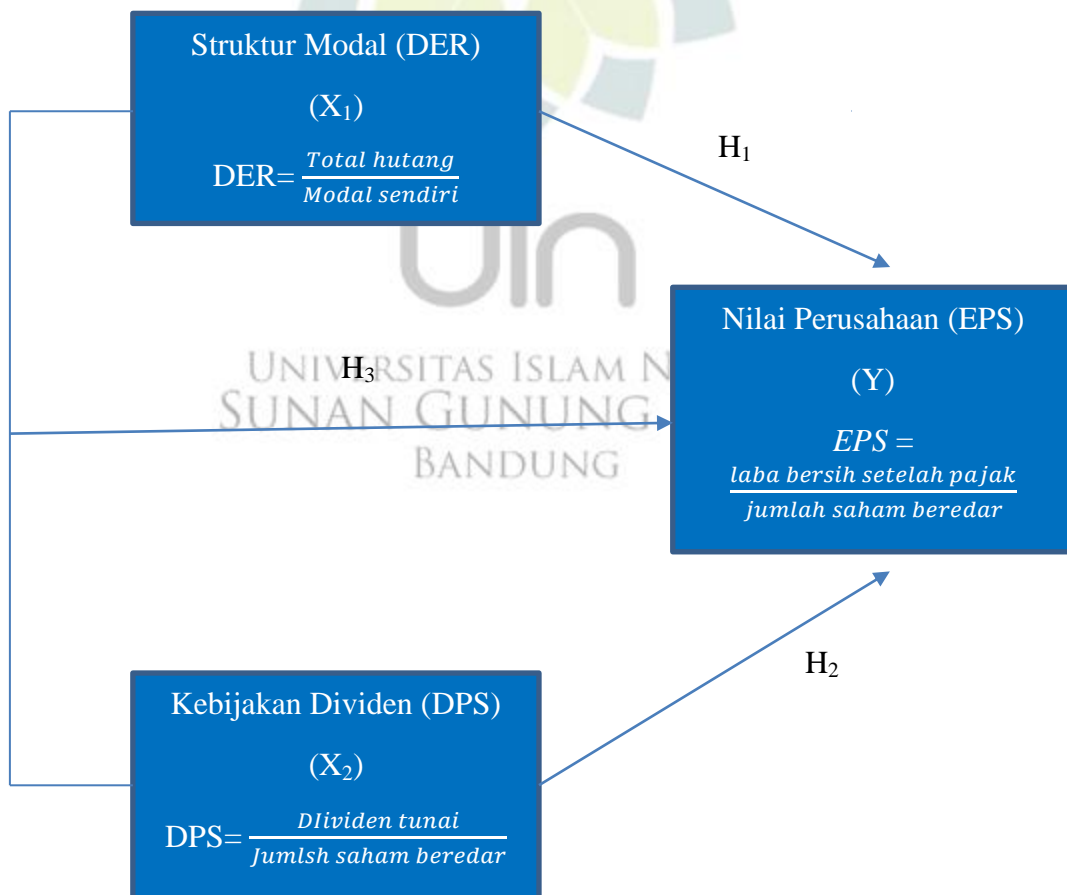 Struktur Modal (DER)
(X₁)
DER= Total hutang / Modal sendiri
H₁
uin
Nilai Perusahaan (EPS)
(Y)
EPS =
laba bersih setelah pajak
jumlah saham beredar
UNIVERSITAS ISLAM N
H₃
SUNAN GUNUNG
BANDUNG
H₂
Kebijakan Dividen (DPS)
(X₂)
DPS= DIividen tunai / Jumlsh saham beredar